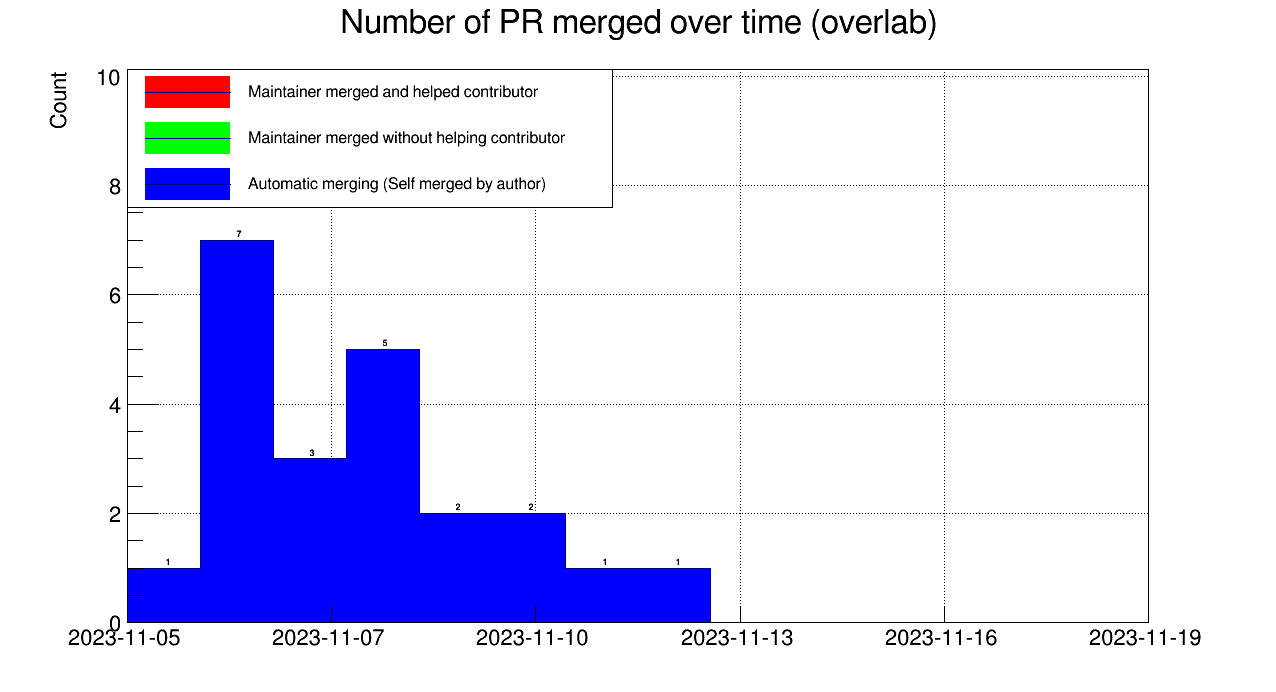 Number of PR merged over time (overlab)
Count
10
8
6
4
2
0
Maintainer merged and helped contributor
Maintainer merged without helping contributor
Automatic merging (Self merged by author)
1
7
3
5
2
2
1
1
2023-11-05 2023-11-07 2023-11-10 2023-11-13 2023-11-16 2023-11-19